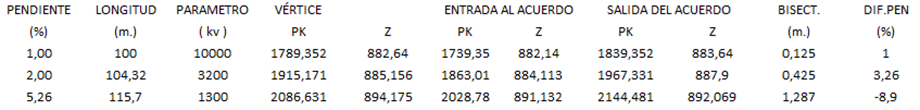 PENDIENTE LONGITUD PARAMETRO VÉRTICE ENTRADA AL ACUERDO SALIDA DEL ACUERDO BISECT. DIF.PEN
(%) (m.) ( kv ) PK Z PK Z PK Z (m.) (%)
1,00 100 10000 1789,352 882,64 1739,35 882,14 1839,352 883,64 0,125 1
2,00 104,32 3200 1915,171 885,156 1863,01 884,113 1967,331 887,9 0,425 3,26
5,26 115,7 1300 2086,631 894,175 2028,78 891,132 2144,481 892,069 1,287 -8,9